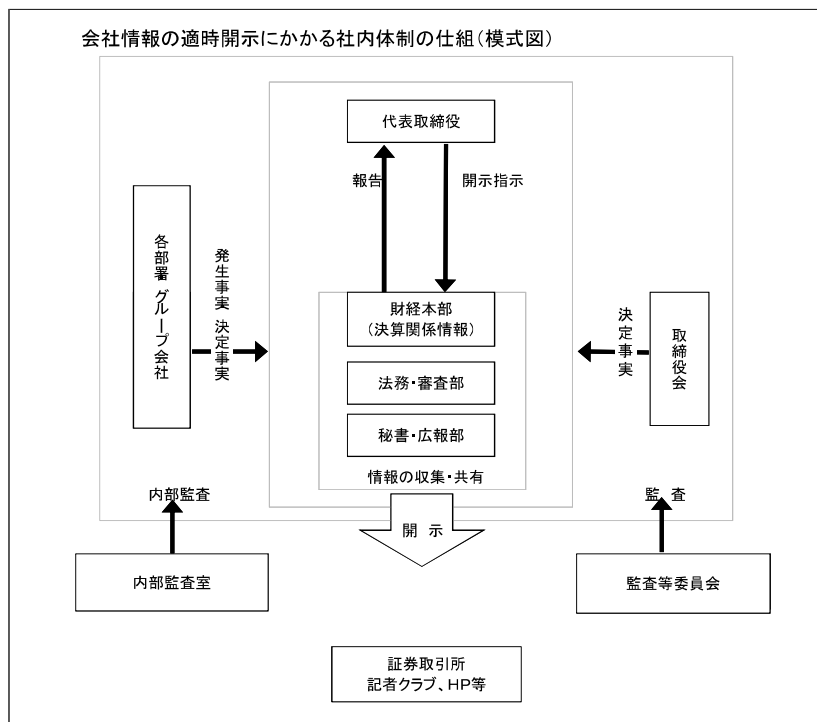 会社情報の適時開示にかかる社内体制の仕組(模式図)
代表取締役
報告
開示指示
各部署 グループ会社
発生事実 決定事実
財経本部
(決算関係情報)
決定事実
取締役会
法務・審査部
秘書・広報部
情報の収集・共有
内部監査
監 査
開 示
内部監査室
監査等委員会
証券取引所
記者クラブ、HP等